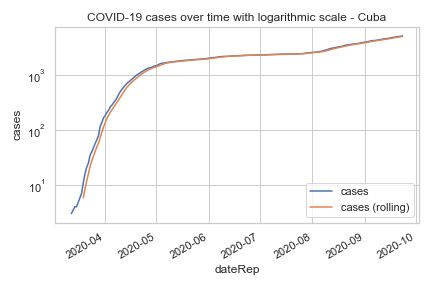 COVID-19 cases over time with logarithmic scale - Cuba
cases
10³
10²
10¹
cases
cases (rolling)
2020-04
2020-05
2020-06
2020-07
2020-08
2020-09
2020-10
dateRep